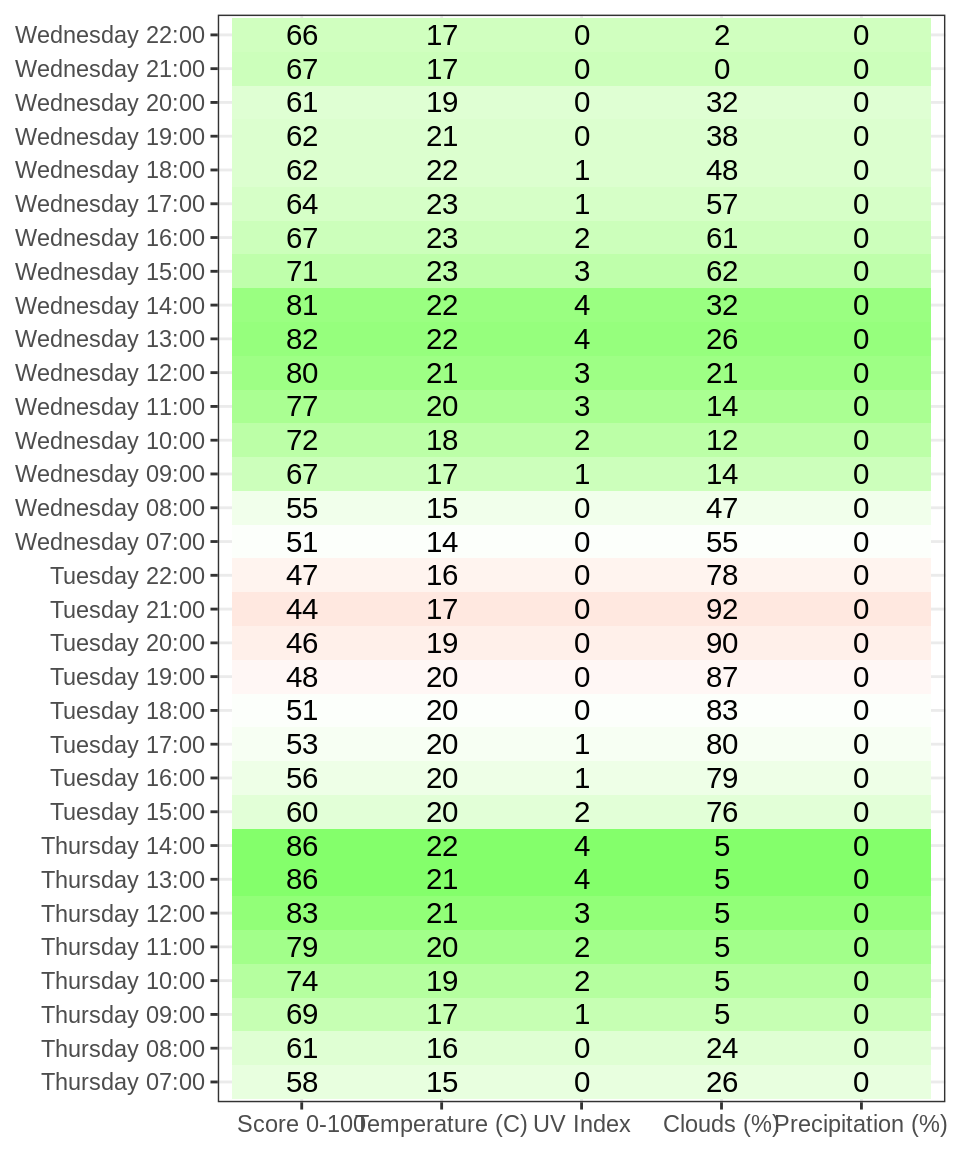 Wednesday 22:00 66 17 0 2 0
Wednesday 21:00 67 17 0 0 0
Wednesday 20:00 61 19 0 32 0
Wednesday 19:00 62 21 0 38 0
Wednesday 18:00 62 22 1 48 0
Wednesday 17:00 64 23 1 57 0
Wednesday 16:00 67 23 2 61 0
Wednesday 15:00 71 23 3 62 0
Wednesday 14:00 81 22 4 32 0
Wednesday 13:00 82 22 4 26 0
Wednesday 12:00 80 21 3 21 0
Wednesday 11:00 77 20 3 14 0
Wednesday 10:00 72 18 2 12 0
Wednesday 09:00 67 17 1 14 0
Wednesday 08:00 55 15 0 47 0
Wednesday 07:00 51 14 0 55 0
Tuesday 22:00 47 16 0 78 0
Tuesday 21:00 44 17 0 92 0
Tuesday 20:00 46 19 0 90 0
Tuesday 19:00 48 20 0 87 0
Tuesday 18:00 51 20 0 83 0
Tuesday 17:00 53 20 1 80 0
Tuesday 16:00 56 20 1 79 0
Tuesday 15:00 60 20 2 76 0
Thursday 14:00 86 22 4 5 0
Thursday 13:00 86 21 4 5 0
Thursday 12:00 83 21 3 5 0
Thursday 11:00 79 20 2 5 0
Thursday 10:00 74 19 2 5 0
Thursday 09:00 69 17 1 5 0
Thursday 08:00 61 16 0 24 0
Thursday 07:00 58 15 0 26 0
Score 0-100 Temperature (C) UV Index Clouds (%) Precipitation (%)